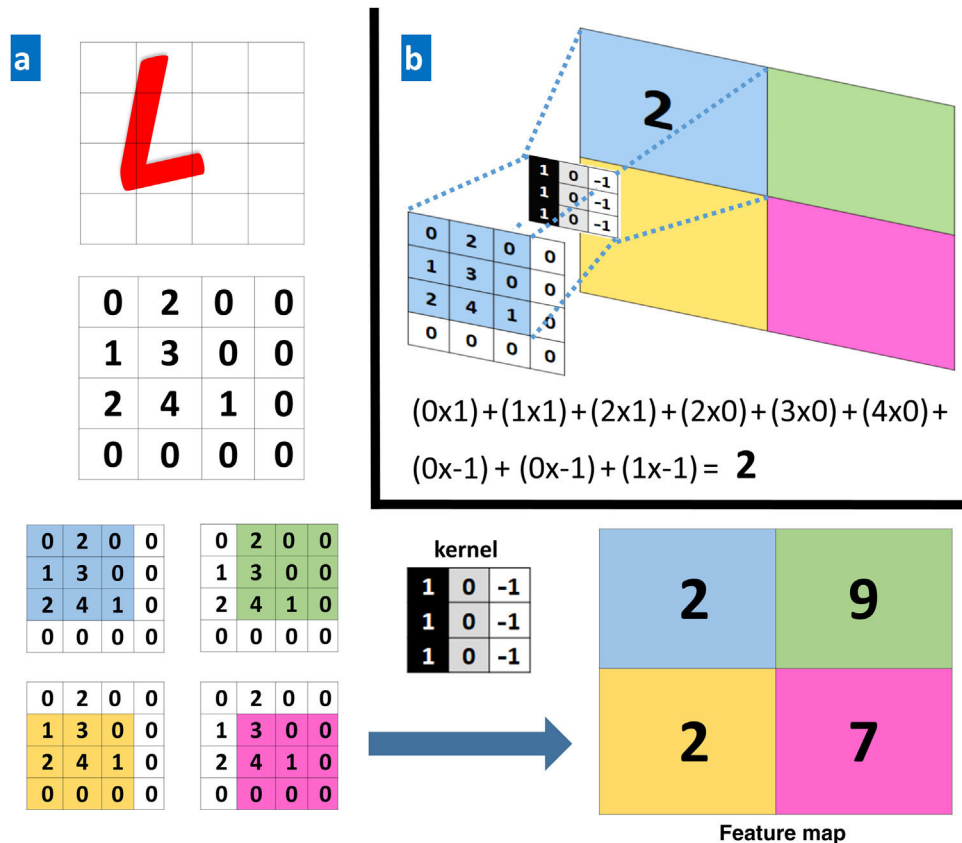 a
0 2 0 0
1 3 0 0
2 4 1 0
0 0 0 0
b
2
1 0 -1
1 0 -1
1 0 -1
0 2 0 0
1 3 0 0
2 4 1 0
0 0 0 0
(0x1)+(1x1)+(2x1)+(2x0)+(3x0)+(4x0)+
(0x-1)+(0x-1)+(1x-1)= 2
0 2 0 0
1 3 0 0
2 4 1 0
0 0 0 0
0 2 0 0
1 3 0 0
2 4 1 0
0 0 0 0
0 2 0 0
1 3 0 0
2 4 1 0
0 0 0 0
0 2 0 0
1 3 0 0
2 4 1 0
0 0 0 0
kernel
1 0 -1
1 0 -1
1 0 -1
2 9
2 7
Feature map